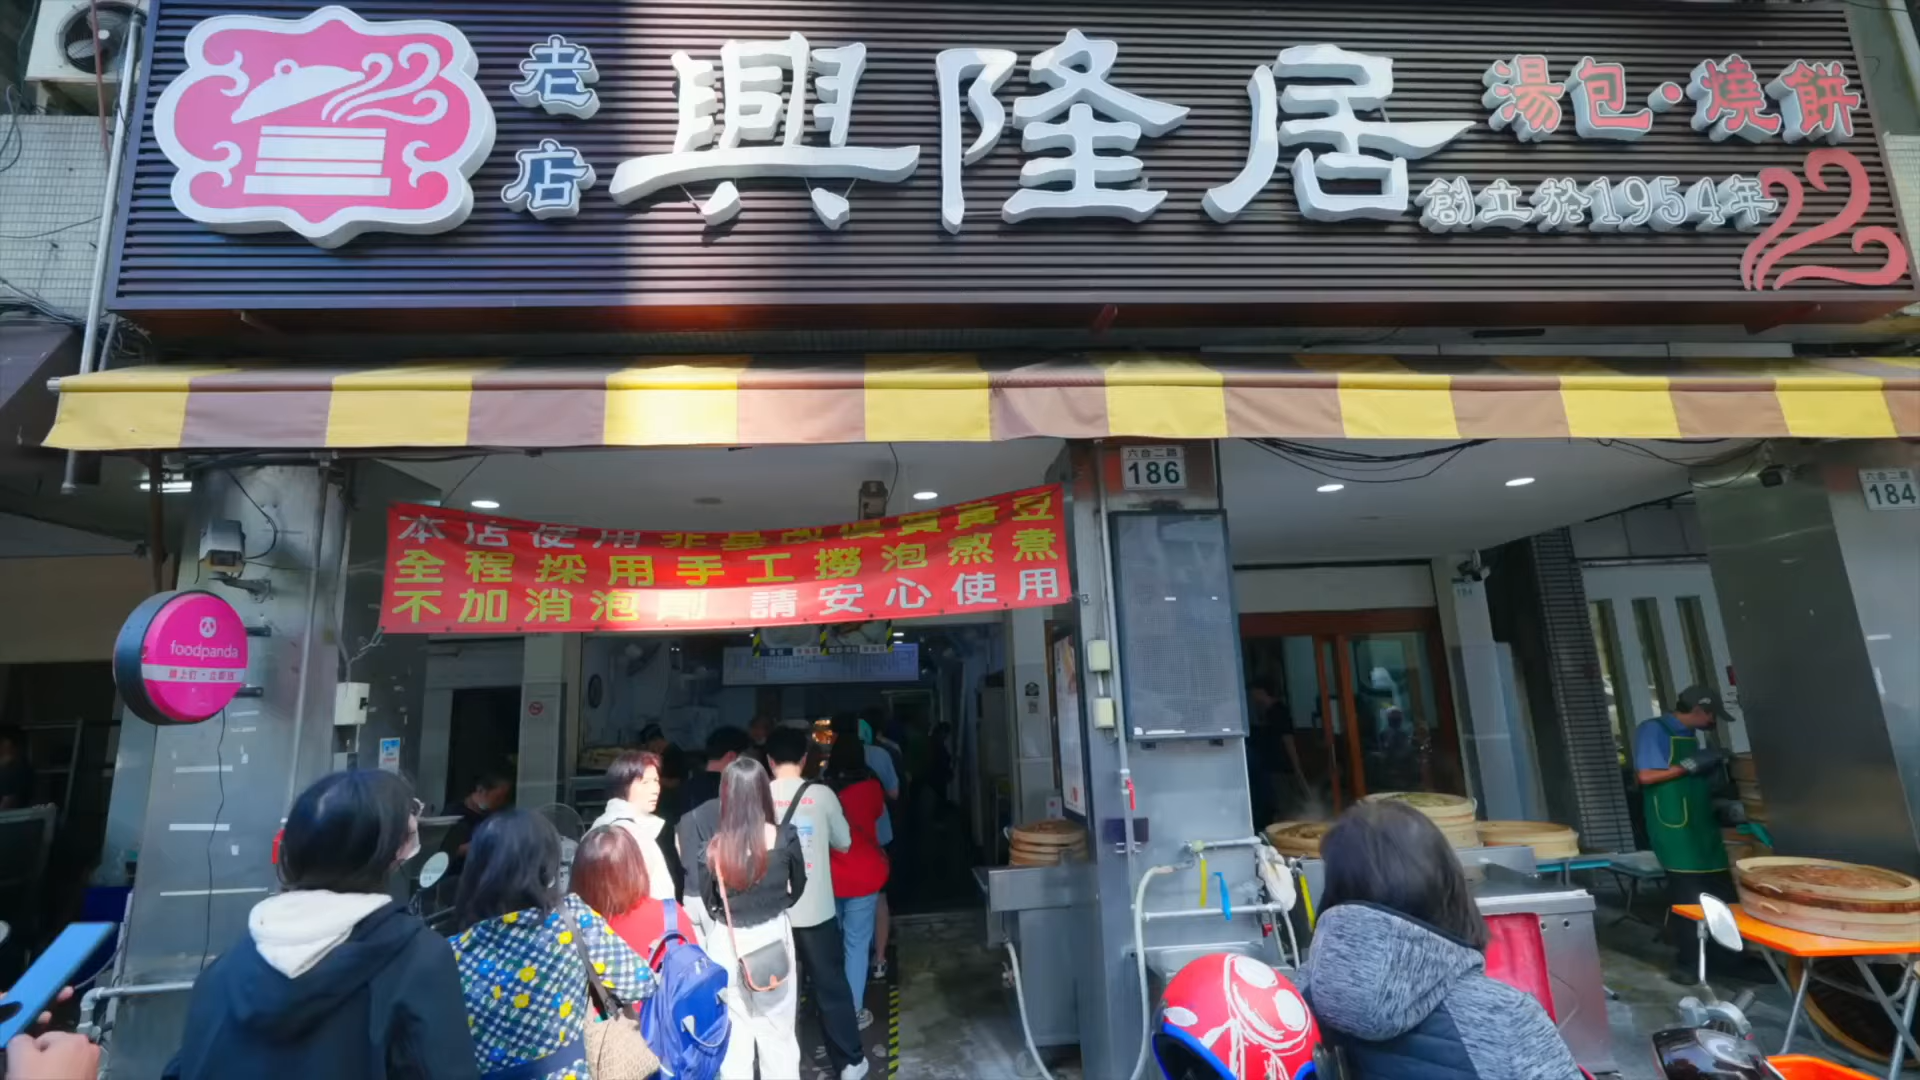 老店
興隆居
湯包·燒餅
創立於1954年
六合二路
186
六合二路
184
本店使用非基改優質黃豆
全程採用手工撈泡熬煮
不加消泡劑 請安心使用
foodpanda